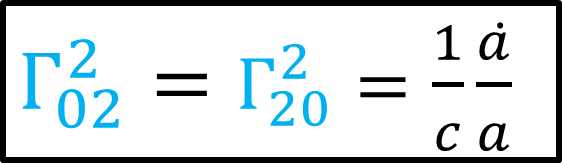 Γ²₀₂ = Γ²₂₀ = 1/c ȧ/a